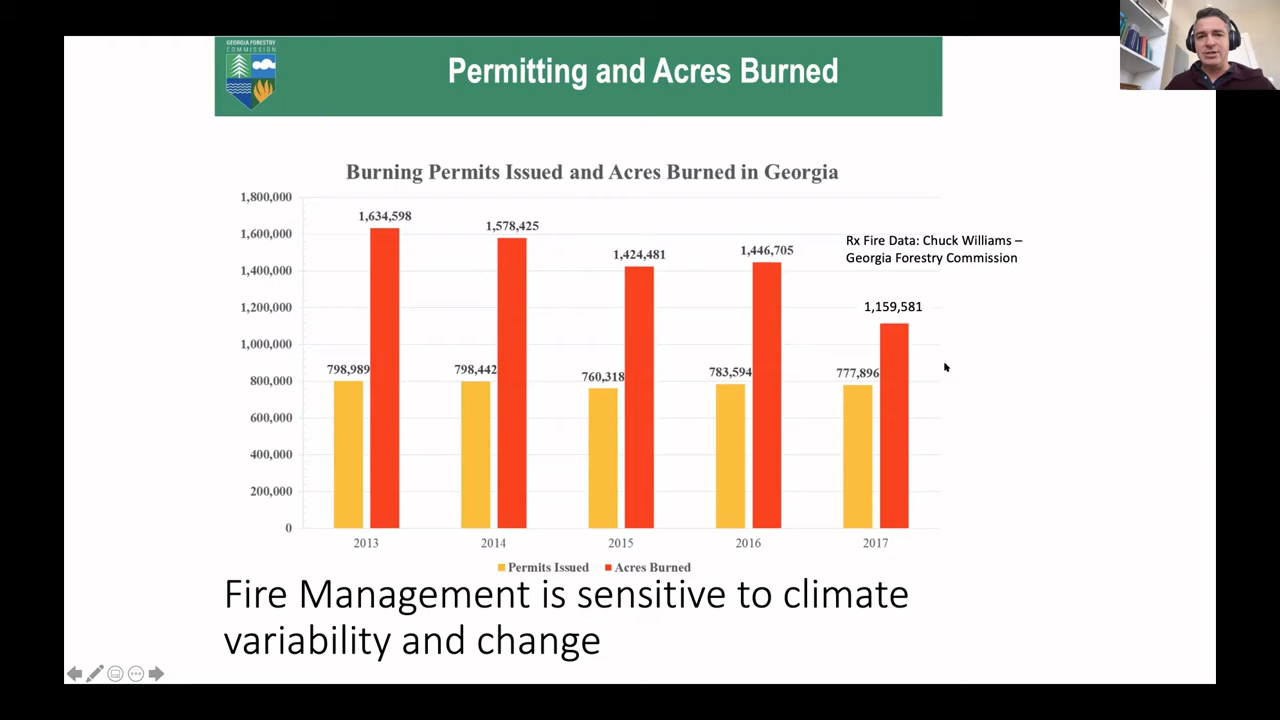 GEORGIA FORESTRY
COMMISSION
Permitting and Acres Burned
Burning Permits Issued and Acres Burned in Georgia
1,800,000
1,600,000
1,400,000
1,200,000
1,000,000
800,000
600,000
400,000
200,000
0
1,634,598
1,578,425
1,424,481
1,446,705
1,159,581
798,989
798,442
760,318
783,594
777,896
Rx Fire Data: Chuck Williams –
Georgia Forestry Commission
2013
2014
2015
2016
2017
Permits Issued
Acres Burned
Fire Management is sensitive to climate
variability and change